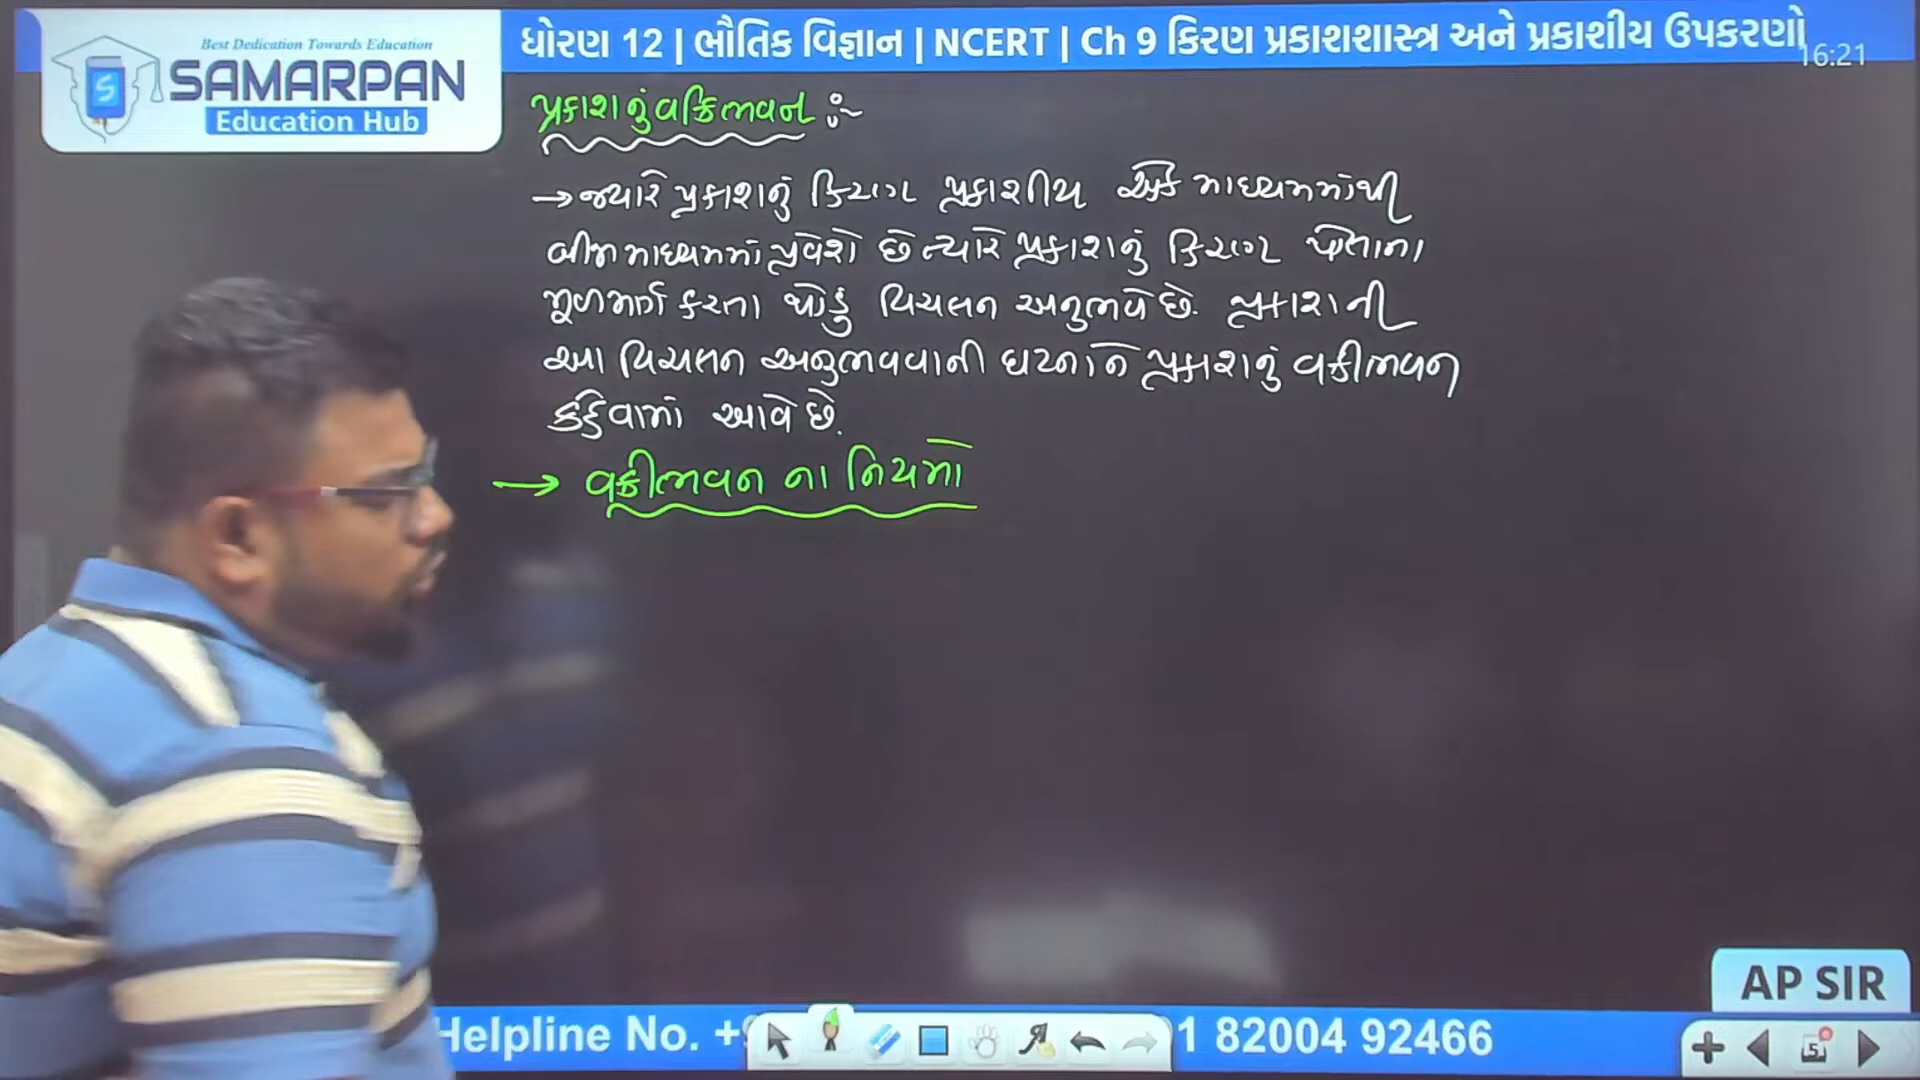 Best Dedication Towards Education
SAMARPAN
Education Hub
ધોરણ 12 | ભૌતિક વિજ્ઞાન | NCERT | Ch 9 કિરણ પ્રકાશશાસ્ત્ર અને પ્રકાશીય ઉપકરણો
16:21
પ્રકાશનું વક્રિભવન :-
→ જ્યારે પ્રકાશનું કિરણ પ્રકાશીય એક માધ્યમમાંથી
બીજા માધ્યમમાં પ્રવેશે છે ત્યારે પ્રકાશનું કિરણ પોતાના
મૂળમાર્ગ કરતા થોડું વિચલન અનુભવે છે. પ્રકાશની
આ વિચલન અનુભવવાની ઘટનાને પ્રકાશનું વક્રીભવન
કહેવામાં આવે છે.
→ વક્રીભવન ના નિયમો
AP SIR
Helpline No. +9
1 82004 92466
5